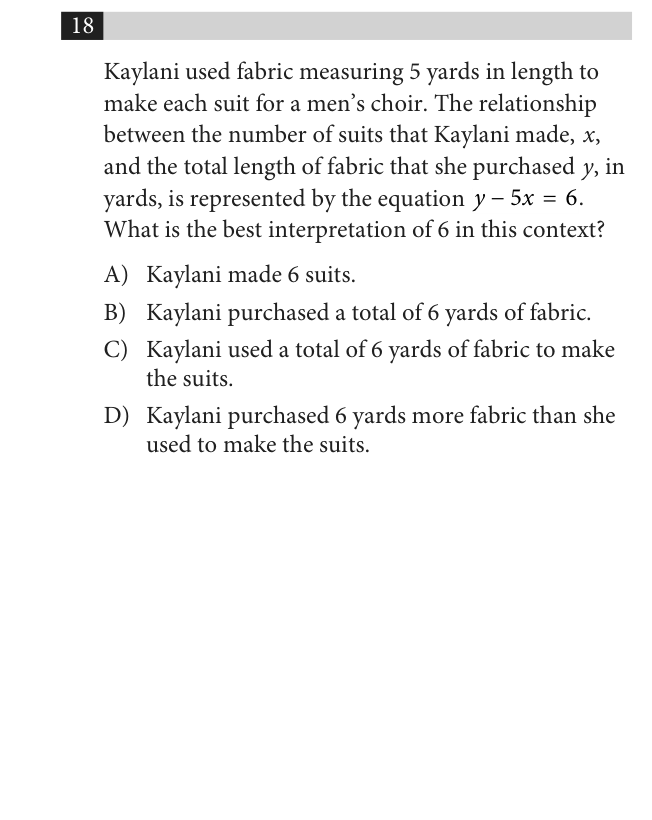 18
Kaylani used fabric measuring 5 yards in length to
make each suit for a men’s choir. The relationship
between the number of suits that Kaylani made, x,
and the total length of fabric that she purchased y, in
yards, is represented by the equation y − 5x = 6.
What is the best interpretation of 6 in this context?
A) Kaylani made 6 suits.
B) Kaylani purchased a total of 6 yards of fabric.
C) Kaylani used a total of 6 yards of fabric to make
the suits.
D) Kaylani purchased 6 yards more fabric than she
used to make the suits.